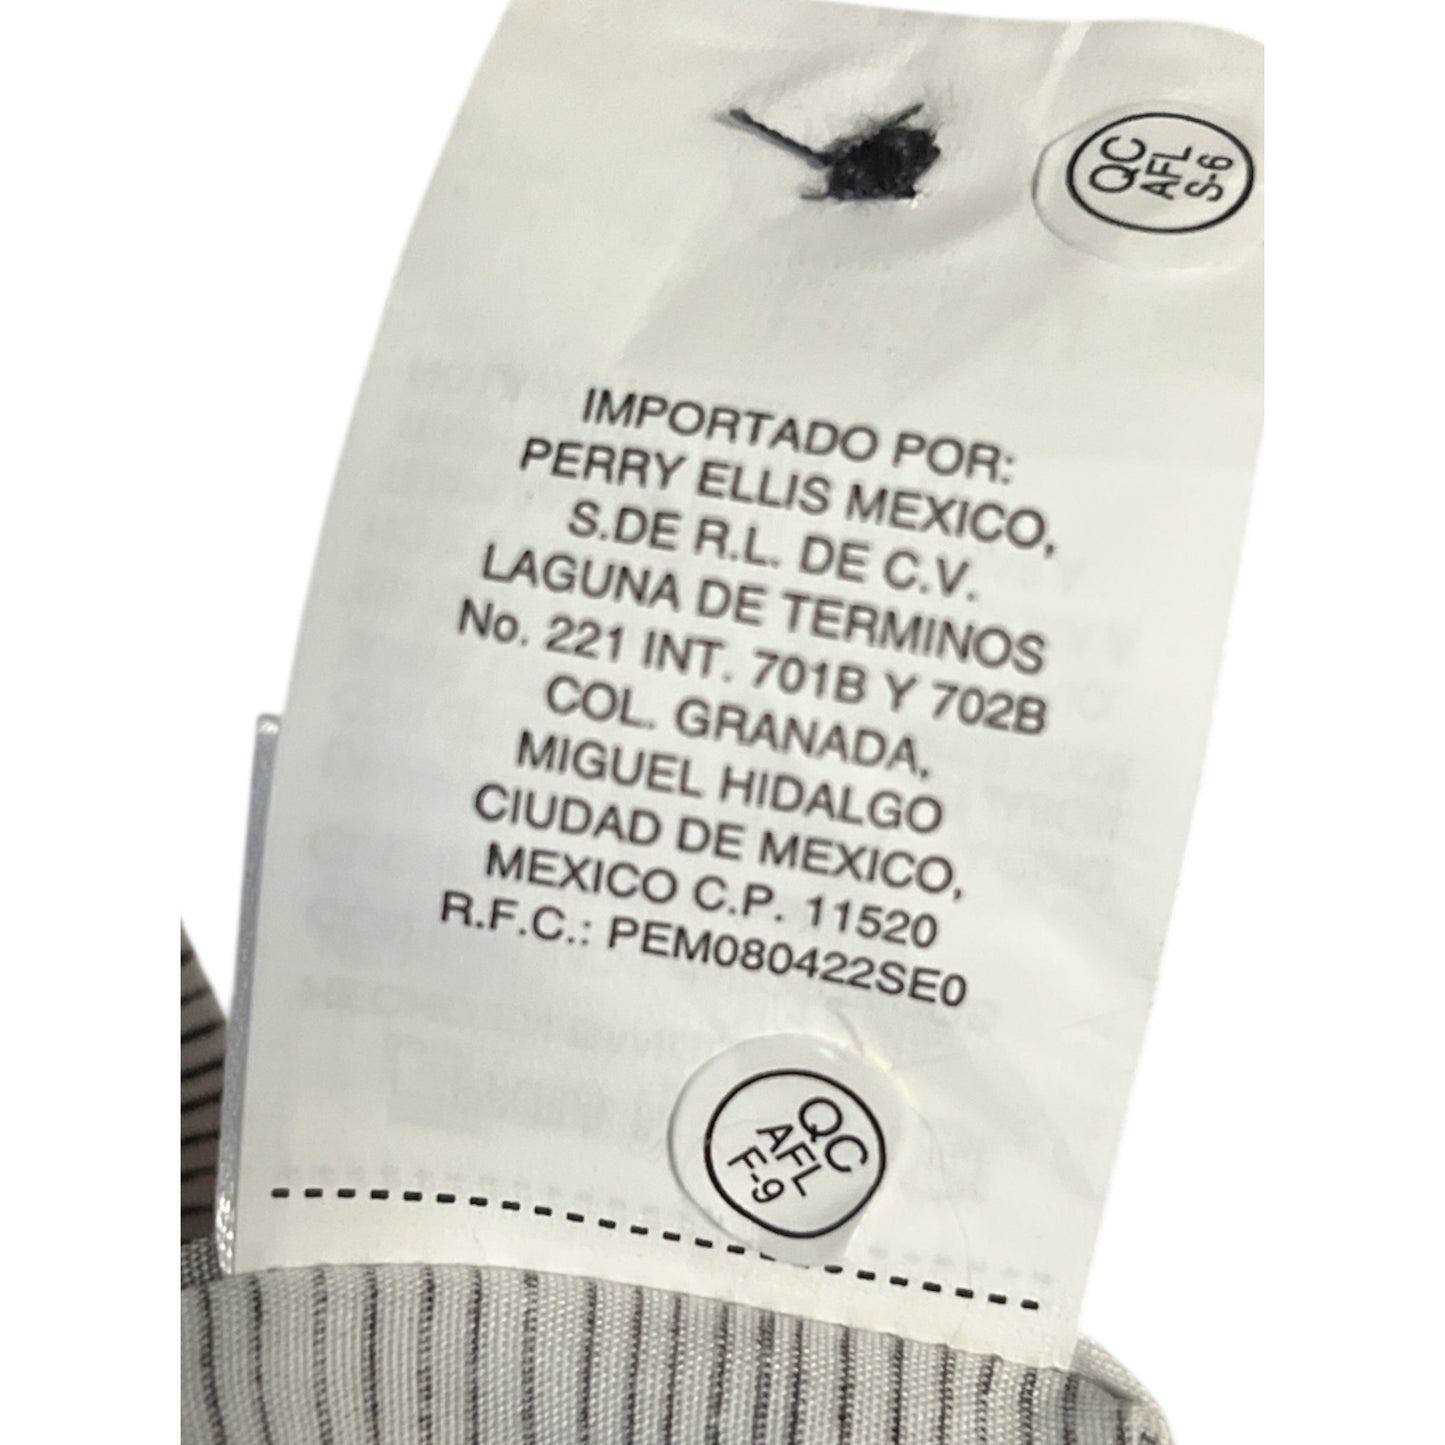 QC
AFL
S-6
IMPORTADO POR:
PERRY ELLIS MEXICO,
S.DE R.L. DE C.V.
LAGUNA DE TERMINOS
No. 221 INT. 701B Y 702B
COL. GRANADA,
MIGUEL HIDALGO
CIUDAD DE MEXICO,
MEXICO C.P. 11520
R.F.C.: PEM080422SE0
QC
AFL
F-9